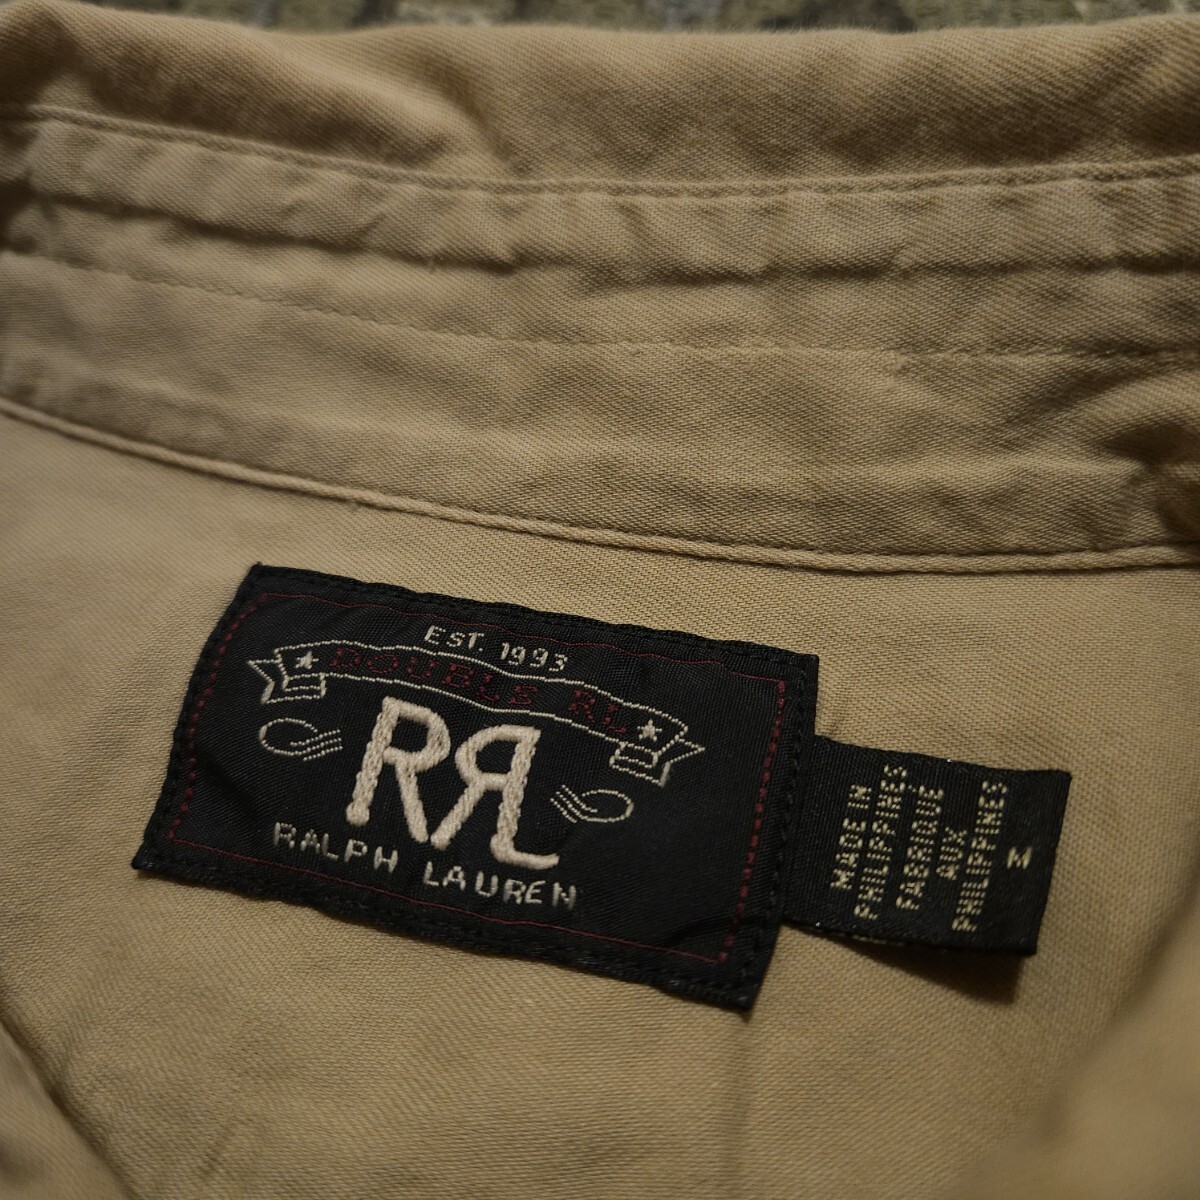 EST. 1993
DOUBLE RL
RRL
RALPH LAUREN
MADE IN
PHILIPPINES
FABRIQUE
AUX
PHILIPPINES
M